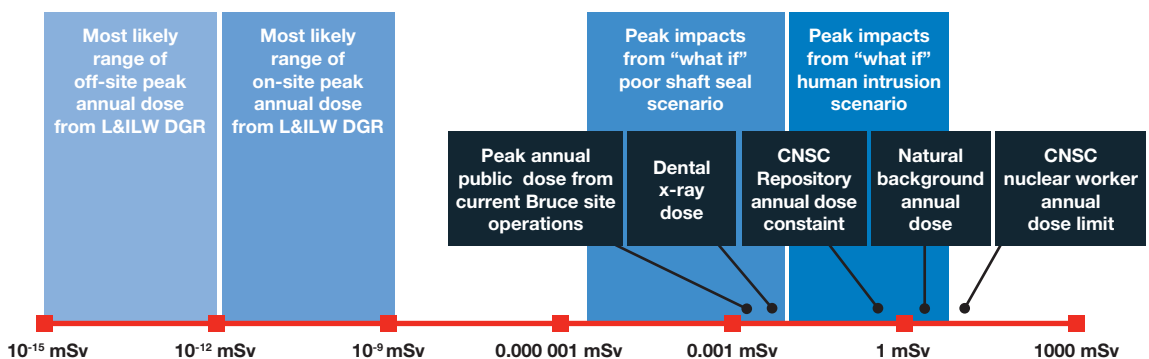 Most likely
range of
off-site peak
annual dose
from L&ILW DGR
Most likely
range of
on-site peak
annual dose
from L&ILW DGR
Peak impacts
from “what if”
poor shaft seal
scenario
Peak impacts
from “what if”
human intrusion
scenario
Peak annual
public dose from
current Bruce site
operations
Dental
x-ray
dose
CNSC
Repository
annual dose
constaint
Natural
background
annual
dose
CNSC
nuclear worker
annual
dose limit
10⁻¹⁵ mSv
10⁻¹² mSv
10⁻⁹ mSv
0.000 001 mSv
0.001 mSv
1 mSv
1000 mSv